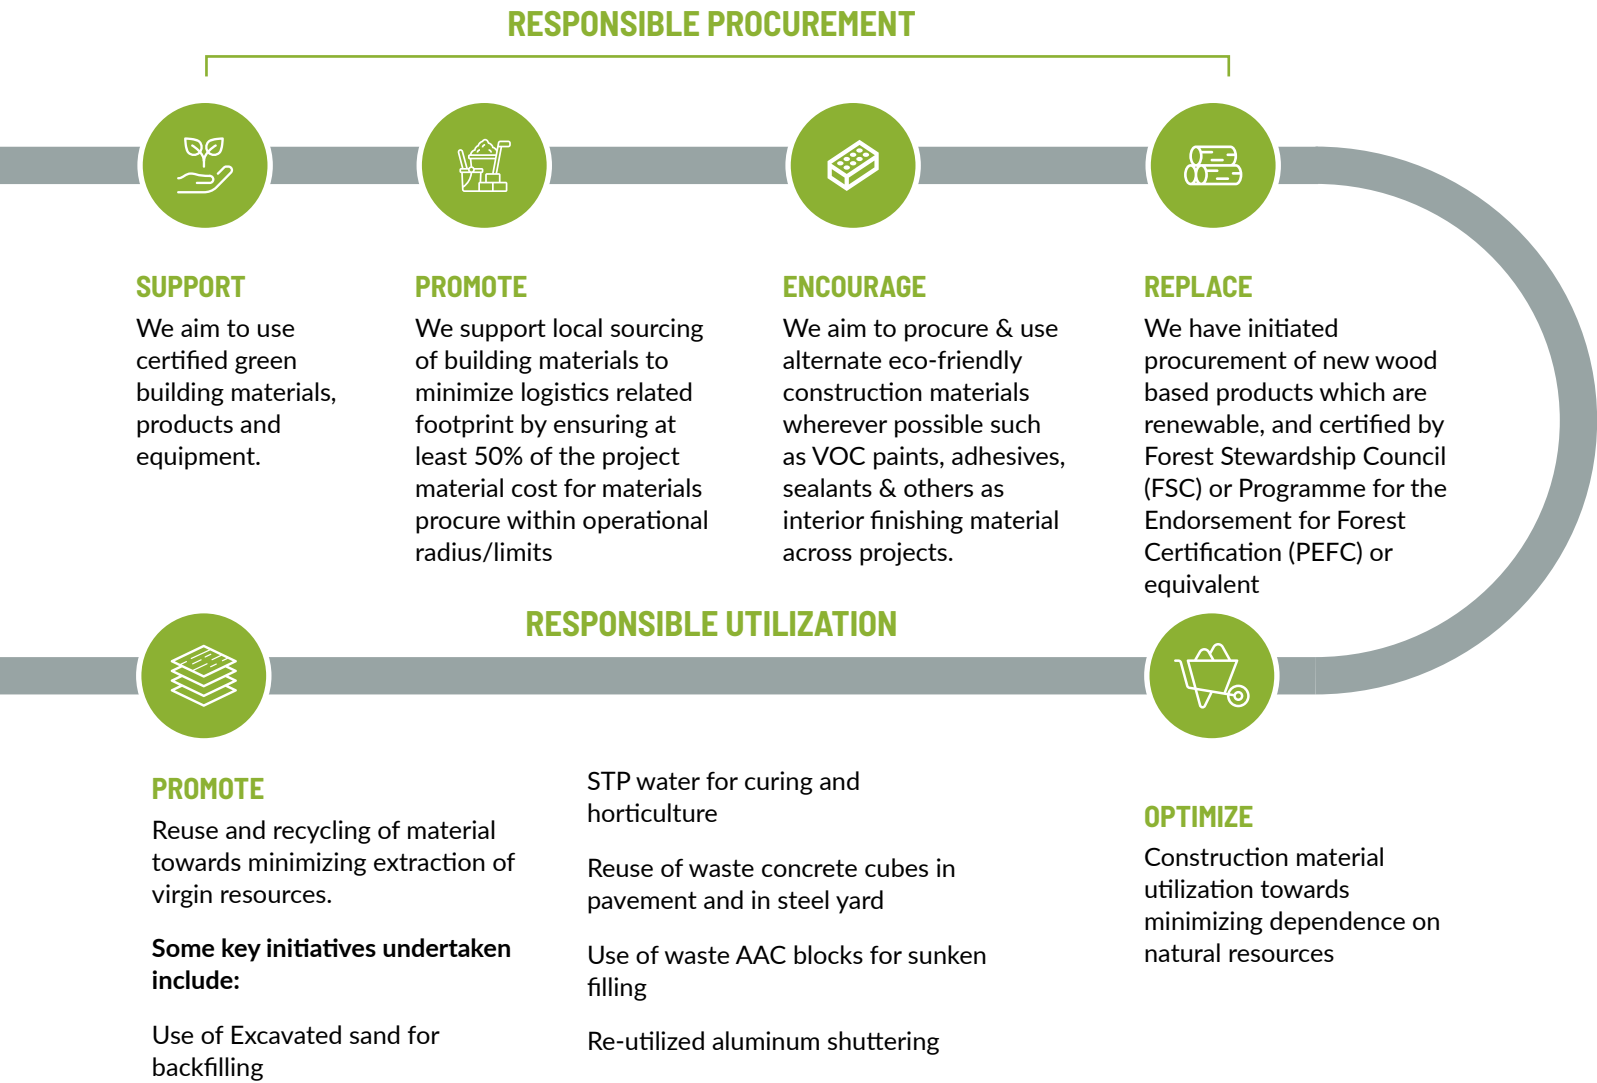 RESPONSIBLE PROCUREMENT
SUPPORT
We aim to use
certified green
building materials,
products and
equipment.
PROMOTE
We support local sourcing
of building materials to
minimize logistics related
footprint by ensuring at
least 50% of the project
material cost for materials
procure within operational
radius/limits
ENCOURAGE
We aim to procure & use
alternate eco-friendly
construction materials
wherever possible such
as VOC paints, adhesives,
sealants & others as
interior finishing material
across projects.
REPLACE
We have initiated
procurement of new wood
based products which are
renewable, and certified by
Forest Stewardship Council
(FSC) or Programme for the
Endorsement for Forest
Certification (PEFC) or
equivalent
RESPONSIBLE UTILIZATION
PROMOTE
Reuse and recycling of material
towards minimizing extraction of
virgin resources.
Some key initiatives undertaken
include:
Use of Excavated sand for
backfilling
STP water for curing and
horticulture
Reuse of waste concrete cubes in
pavement and in steel yard
Use of waste AAC blocks for sunken
filling
Re-utilized aluminum shuttering
OPTIMIZE
Construction material
utilization towards
minimizing dependence on
natural resources